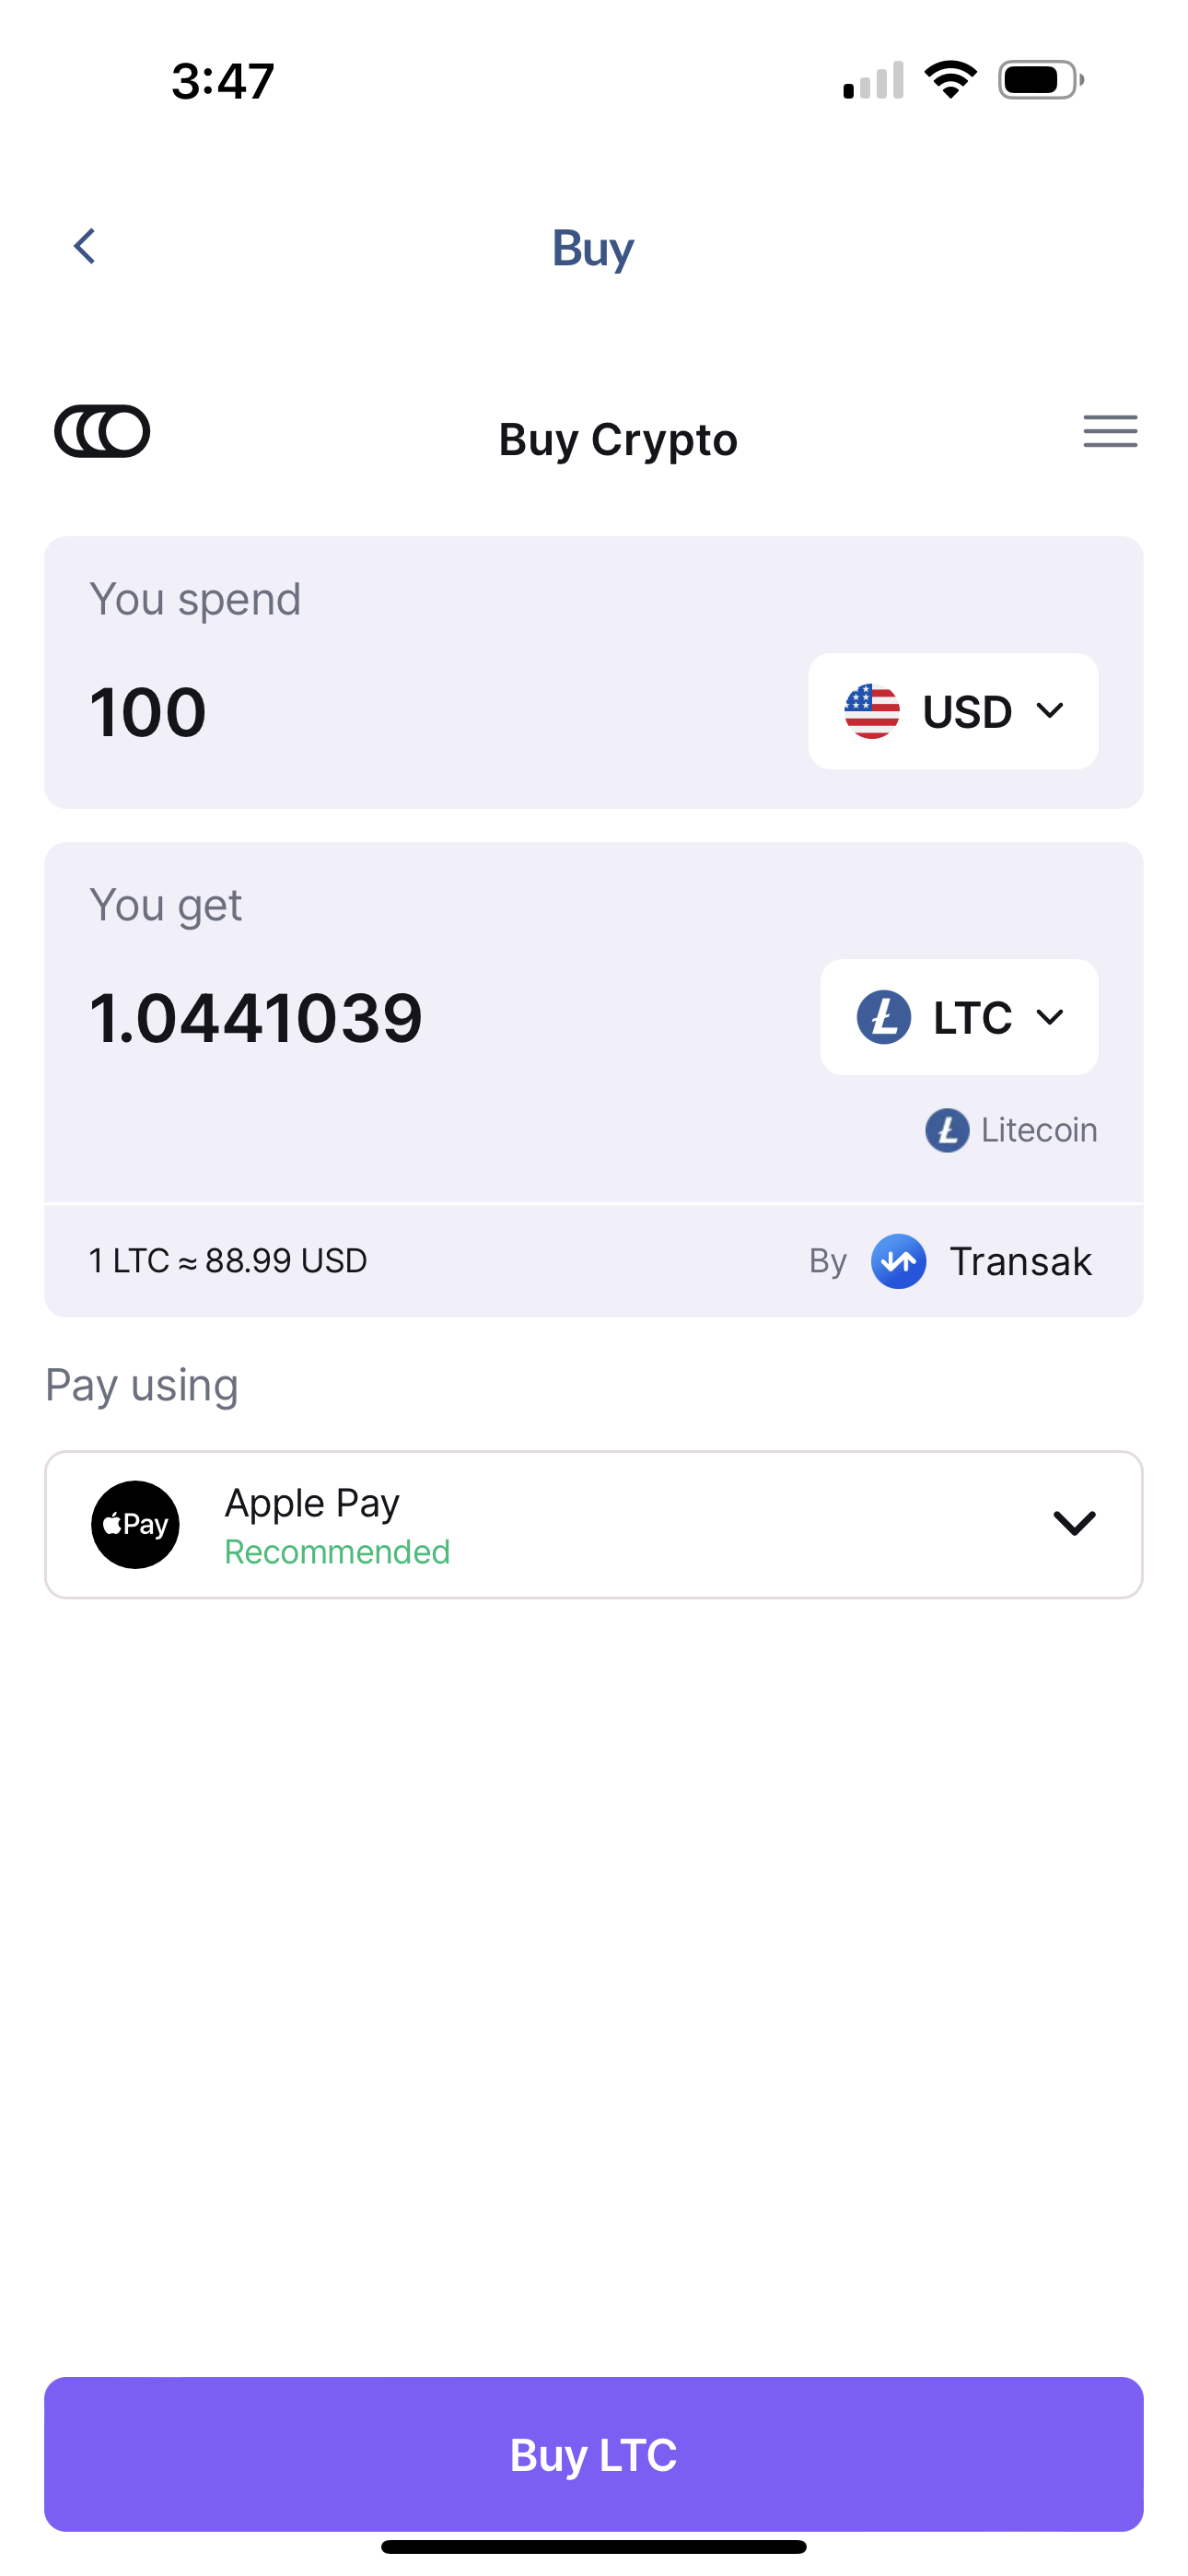 3:47
Buy
Buy Crypto
You spend
100
USD
You get
1.0441039
LTC
Litecoin
1 LTC ≈ 88.99 USD
By Transak
Pay using
Pay
Apple Pay
Recommended
Buy LTC